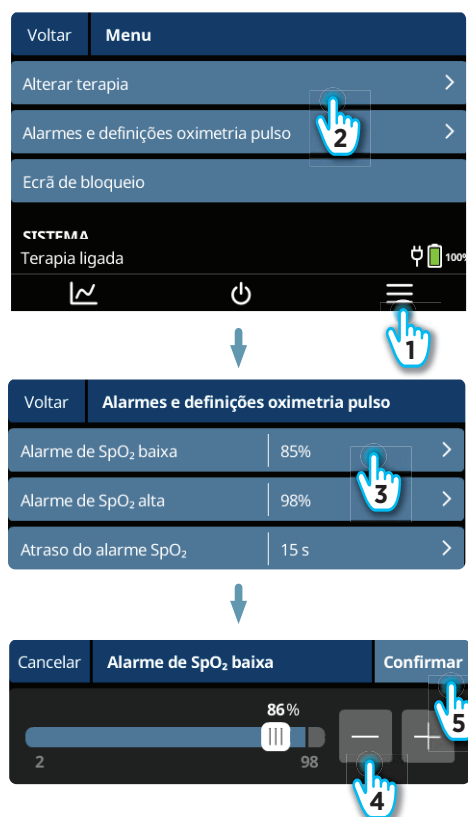 Voltar Menu
Alterar terapia
Alarmes e definições oximetria pulso
2
Ecrã de bloqueio
SISTEMA
Terapia ligada 100%
1
Voltar Alarmes e definições oximetria pulso
Alarme de SpO₂ baixa 85%
3
Alarme de SpO₂ alta 98%
Atraso do alarme SpO₂ 15 s
Cancelar Alarme de SpO₂ baixa Confirmar
5
86%
2 98
4